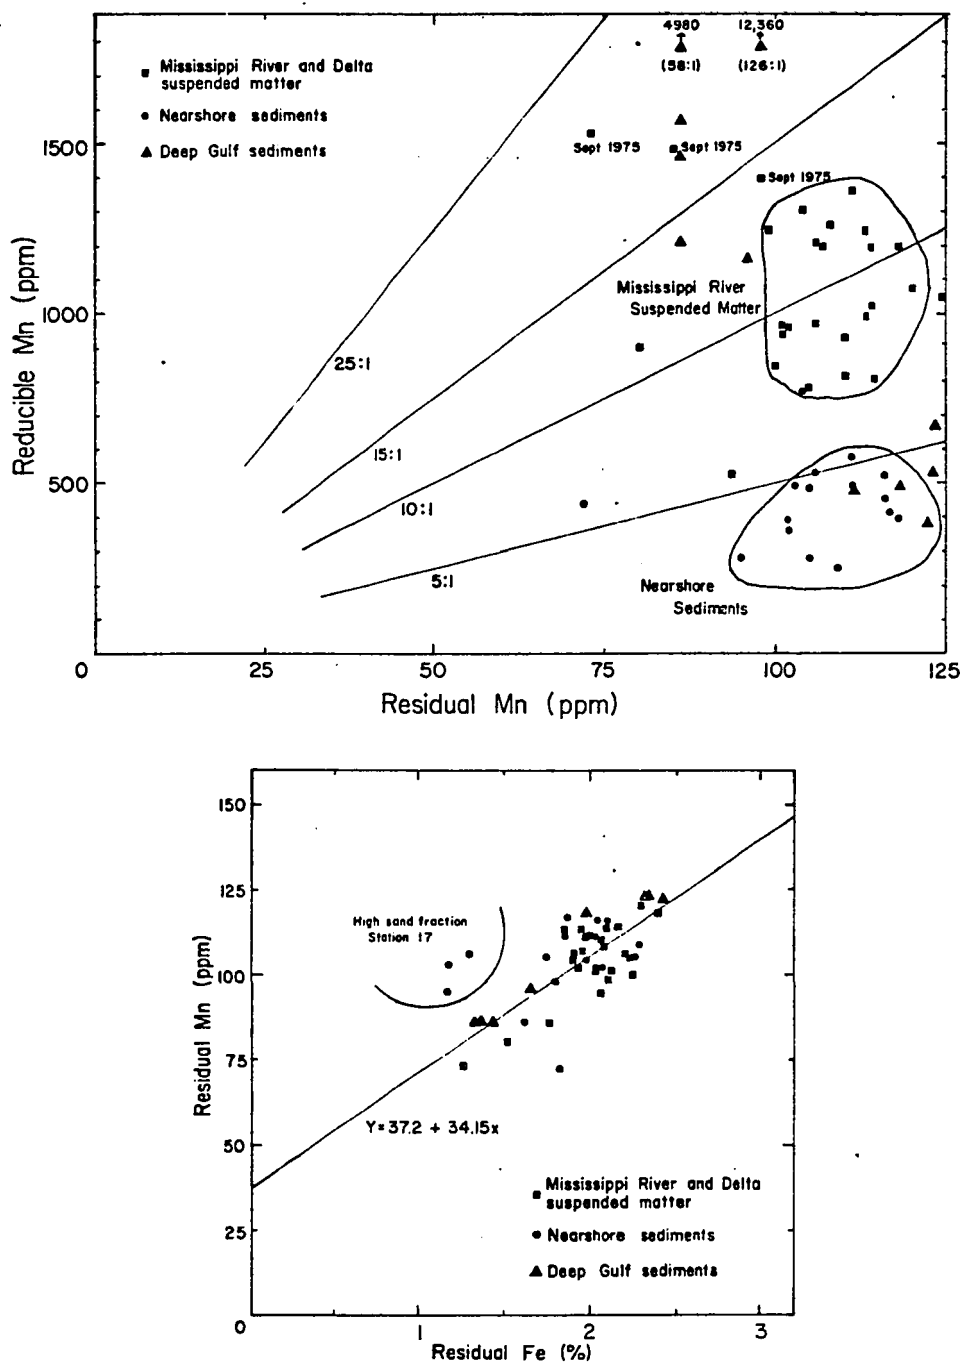 4980 12,360
(58:1) (126:1)
Mississippi River and Delta
suspended matter
Nearshore sediments
Deep Gulf sediments
Sept 1975 Sept 1975
Sept 1975
Mississippi River
Suspended Matter
25:1
15:1
10:1
5:1
Nearshore
Sediments
1500
1000
500
0 25 50 75 100 125
Reducible Mn (ppm)
Residual Mn (ppm)
150
125
100
75
50
25
0 1 2 3
High sand fraction
Station 17
Y=37.2 + 34.15x
Mississippi River and Delta
suspended matter
Nearshore sediments
Deep Gulf sediments
Residual Mn (ppm)
Residual Fe (%)